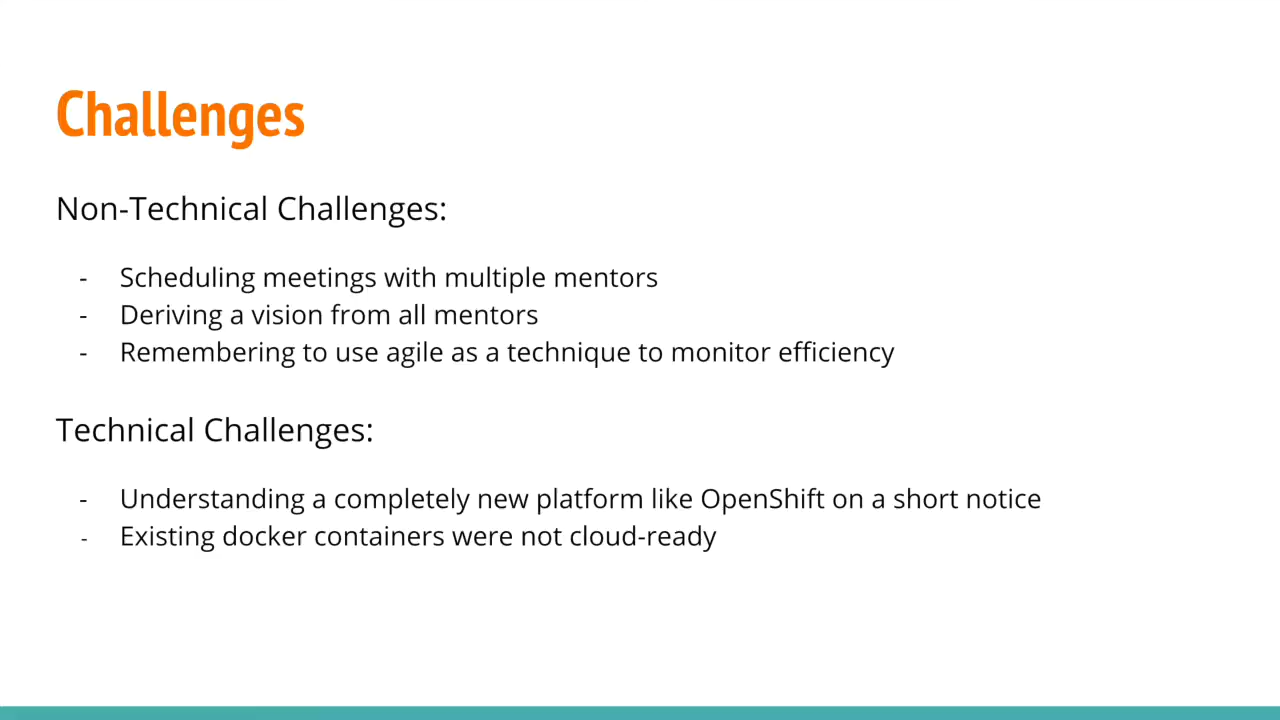 Challenges
Non-Technical Challenges:
- Scheduling meetings with multiple mentors
- Deriving a vision from all mentors
- Remembering to use agile as a technique to monitor efficiency
Technical Challenges:
- Understanding a completely new platform like OpenShift on a short notice
- Existing docker containers were not cloud-ready